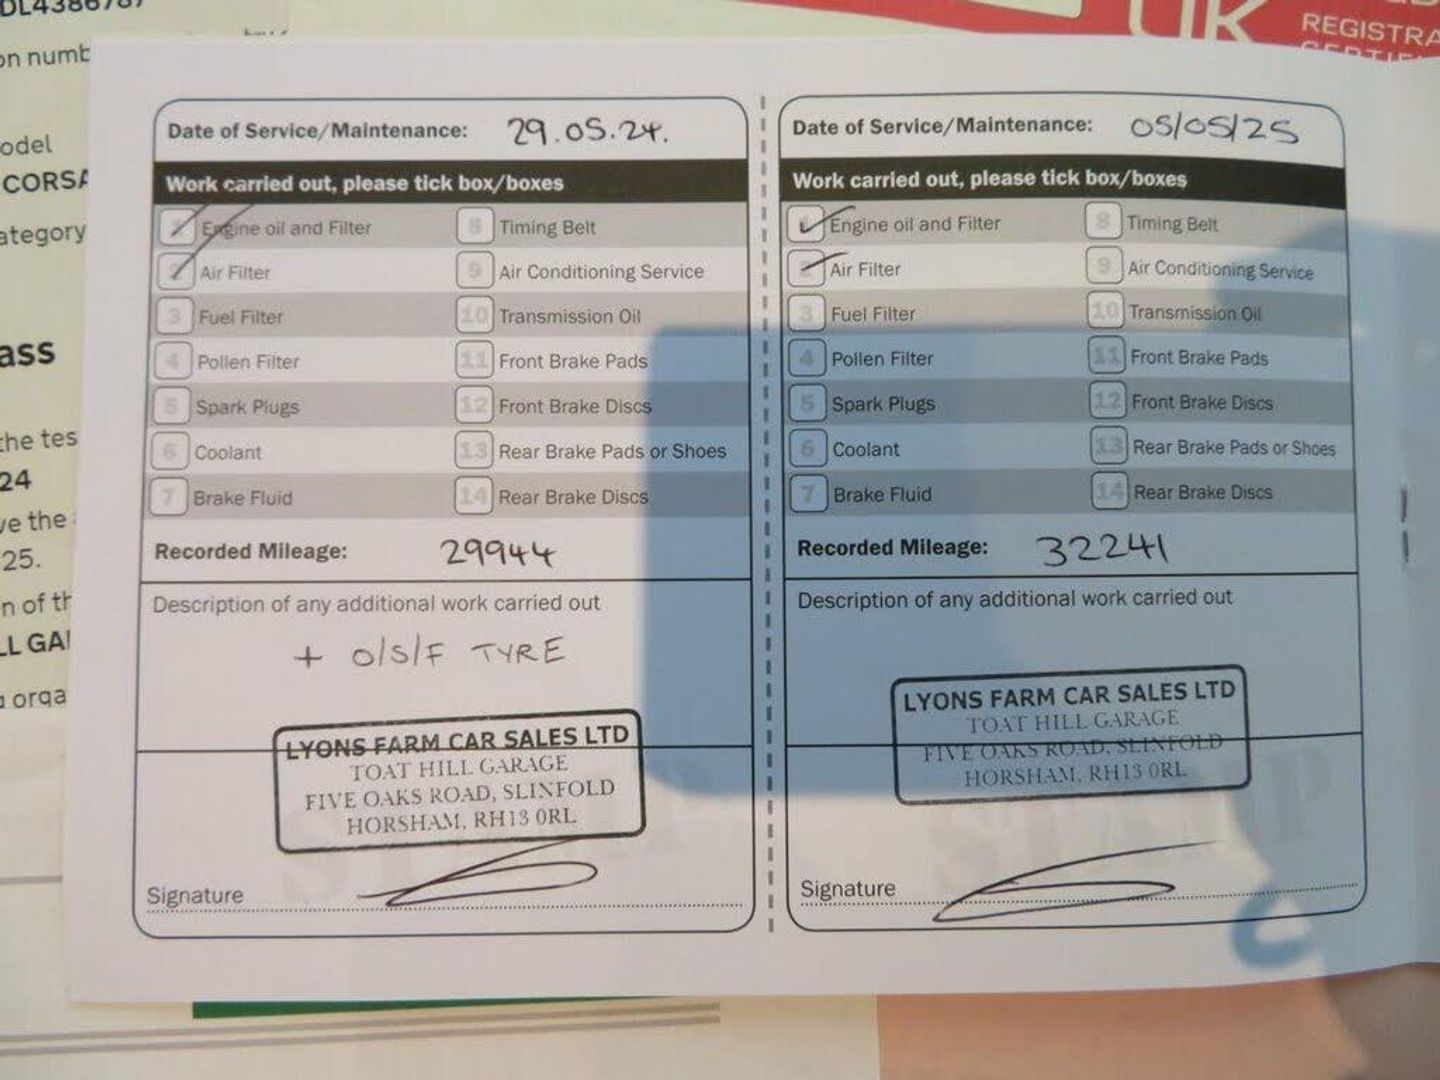 DL4386787
on numb
odel
CORSA
ategory
ass
the tes
24
ve the
25.
n of th
LL GA
orga
UK
REGISTRA
Date of Service/Maintenance: 29.05.24.
Work carried out, please tick box/boxes
1 Engine oil and Filter 8 Timing Belt
2 Air Filter 9 Air Conditioning Service
3 Fuel Filter 10 Transmission Oil
4 Pollen Filter 11 Front Brake Pads
5 Spark Plugs 12 Front Brake Discs
6 Coolant 13 Rear Brake Pads or Shoes
7 Brake Fluid 14 Rear Brake Discs
Recorded Mileage: 29944
Description of any additional work carried out
+ O/S/F TYRE
LYONS FARM CAR SALES LTD
TOAT HILL GARAGE
FIVE OAKS ROAD, SLINFOLD
HORSHAM, RH13 0RL
STAMP
Signature
Date of Service/Maintenance: 05/05/25
Work carried out, please tick box/boxes
1 Engine oil and Filter 8 Timing Belt
2 Air Filter 9 Air Conditioning Service
3 Fuel Filter 10 Transmission Oil
4 Pollen Filter 11 Front Brake Pads
5 Spark Plugs 12 Front Brake Discs
6 Coolant 13 Rear Brake Pads or Shoes
7 Brake Fluid 14 Rear Brake Discs
Recorded Mileage: 32241
Description of any additional work carried out
LYONS FARM CAR SALES LTD
TOAT HILL GARAGE
FIVE OAKS ROAD, SLINFOLD
HORSHAM, RH13 0RL
STAMP
Signature